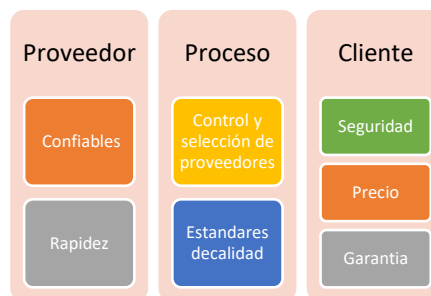 Proveedor
Confiables
Rapidez
Proceso
Control y
selección de
proveedores
Estandares
decalidad
Cliente
Seguridad
Precio
Garantia